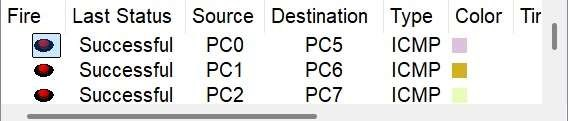 Fire Last Status Source Destination Type Color
Successful PC0 PC5 ICMP
Successful PC1 PC6 ICMP
Successful PC2 PC7 ICMP